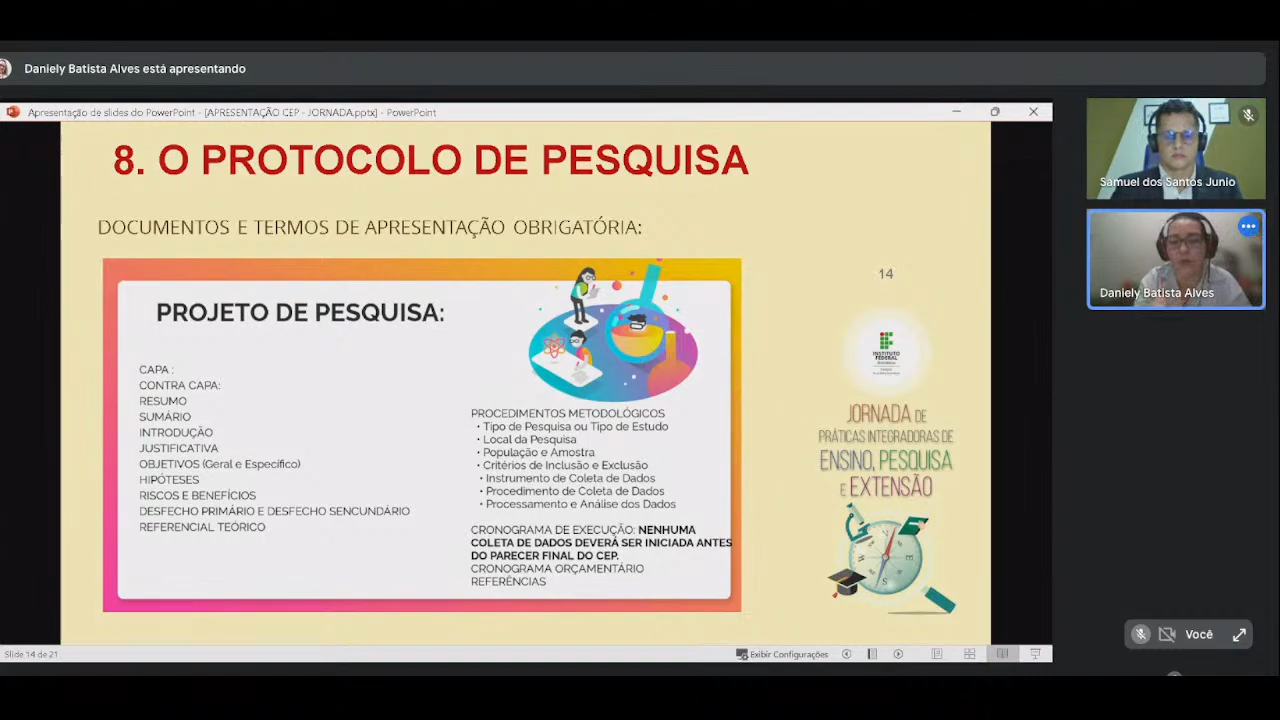 Daniely Batista Alves está apresentando
Apresentação de slides do PowerPoint - [APRESENTAÇÃO CEP - JORNADA.pptx] - PowerPoint
8. O PROTOCOLO DE PESQUISA
DOCUMENTOS E TERMOS DE APRESENTAÇÃO OBRIGATÓRIA:
PROJETO DE PESQUISA:
CAPA :
CONTRA CAPA:
RESUMO
SUMÁRIO
INTRODUÇÃO
JUSTIFICATIVA
OBJETIVOS (Geral e Específico)
HIPÓTESES
RISCOS E BENEFÍCIOS
DESFECHO PRIMÁRIO E DESFECHO SENCUNDÁRIO
REFERENCIAL TEÓRICO
PROCEDIMENTOS METODOLÓGICOS
• Tipo de Pesquisa ou Tipo de Estudo
• Local da Pesquisa
• População e Amostra
• Critérios de Inclusão e Exclusão
• Instrumento de Coleta de Dados
• Procedimento de Coleta de Dados
• Processamento e Análise dos Dados
CRONOGRAMA DE EXECUÇÃO: NENHUMA
COLETA DE DADOS DEVERÁ SER INICIADA ANTES
DO PARECER FINAL DO CEP.
CRONOGRAMA ORÇAMENTÁRIO
REFERÊNCIAS
14
INSTITUTO
FEDERAL
JORNADA DE
PRÁTICAS INTEGRADORAS DE
ENSINO, PESQUISA
E EXTENSÃO
N
E
S
W
Samuel dos Santos Junio
Daniely Batista Alves
Você
Slide 14 de 21
Exibir Configurações